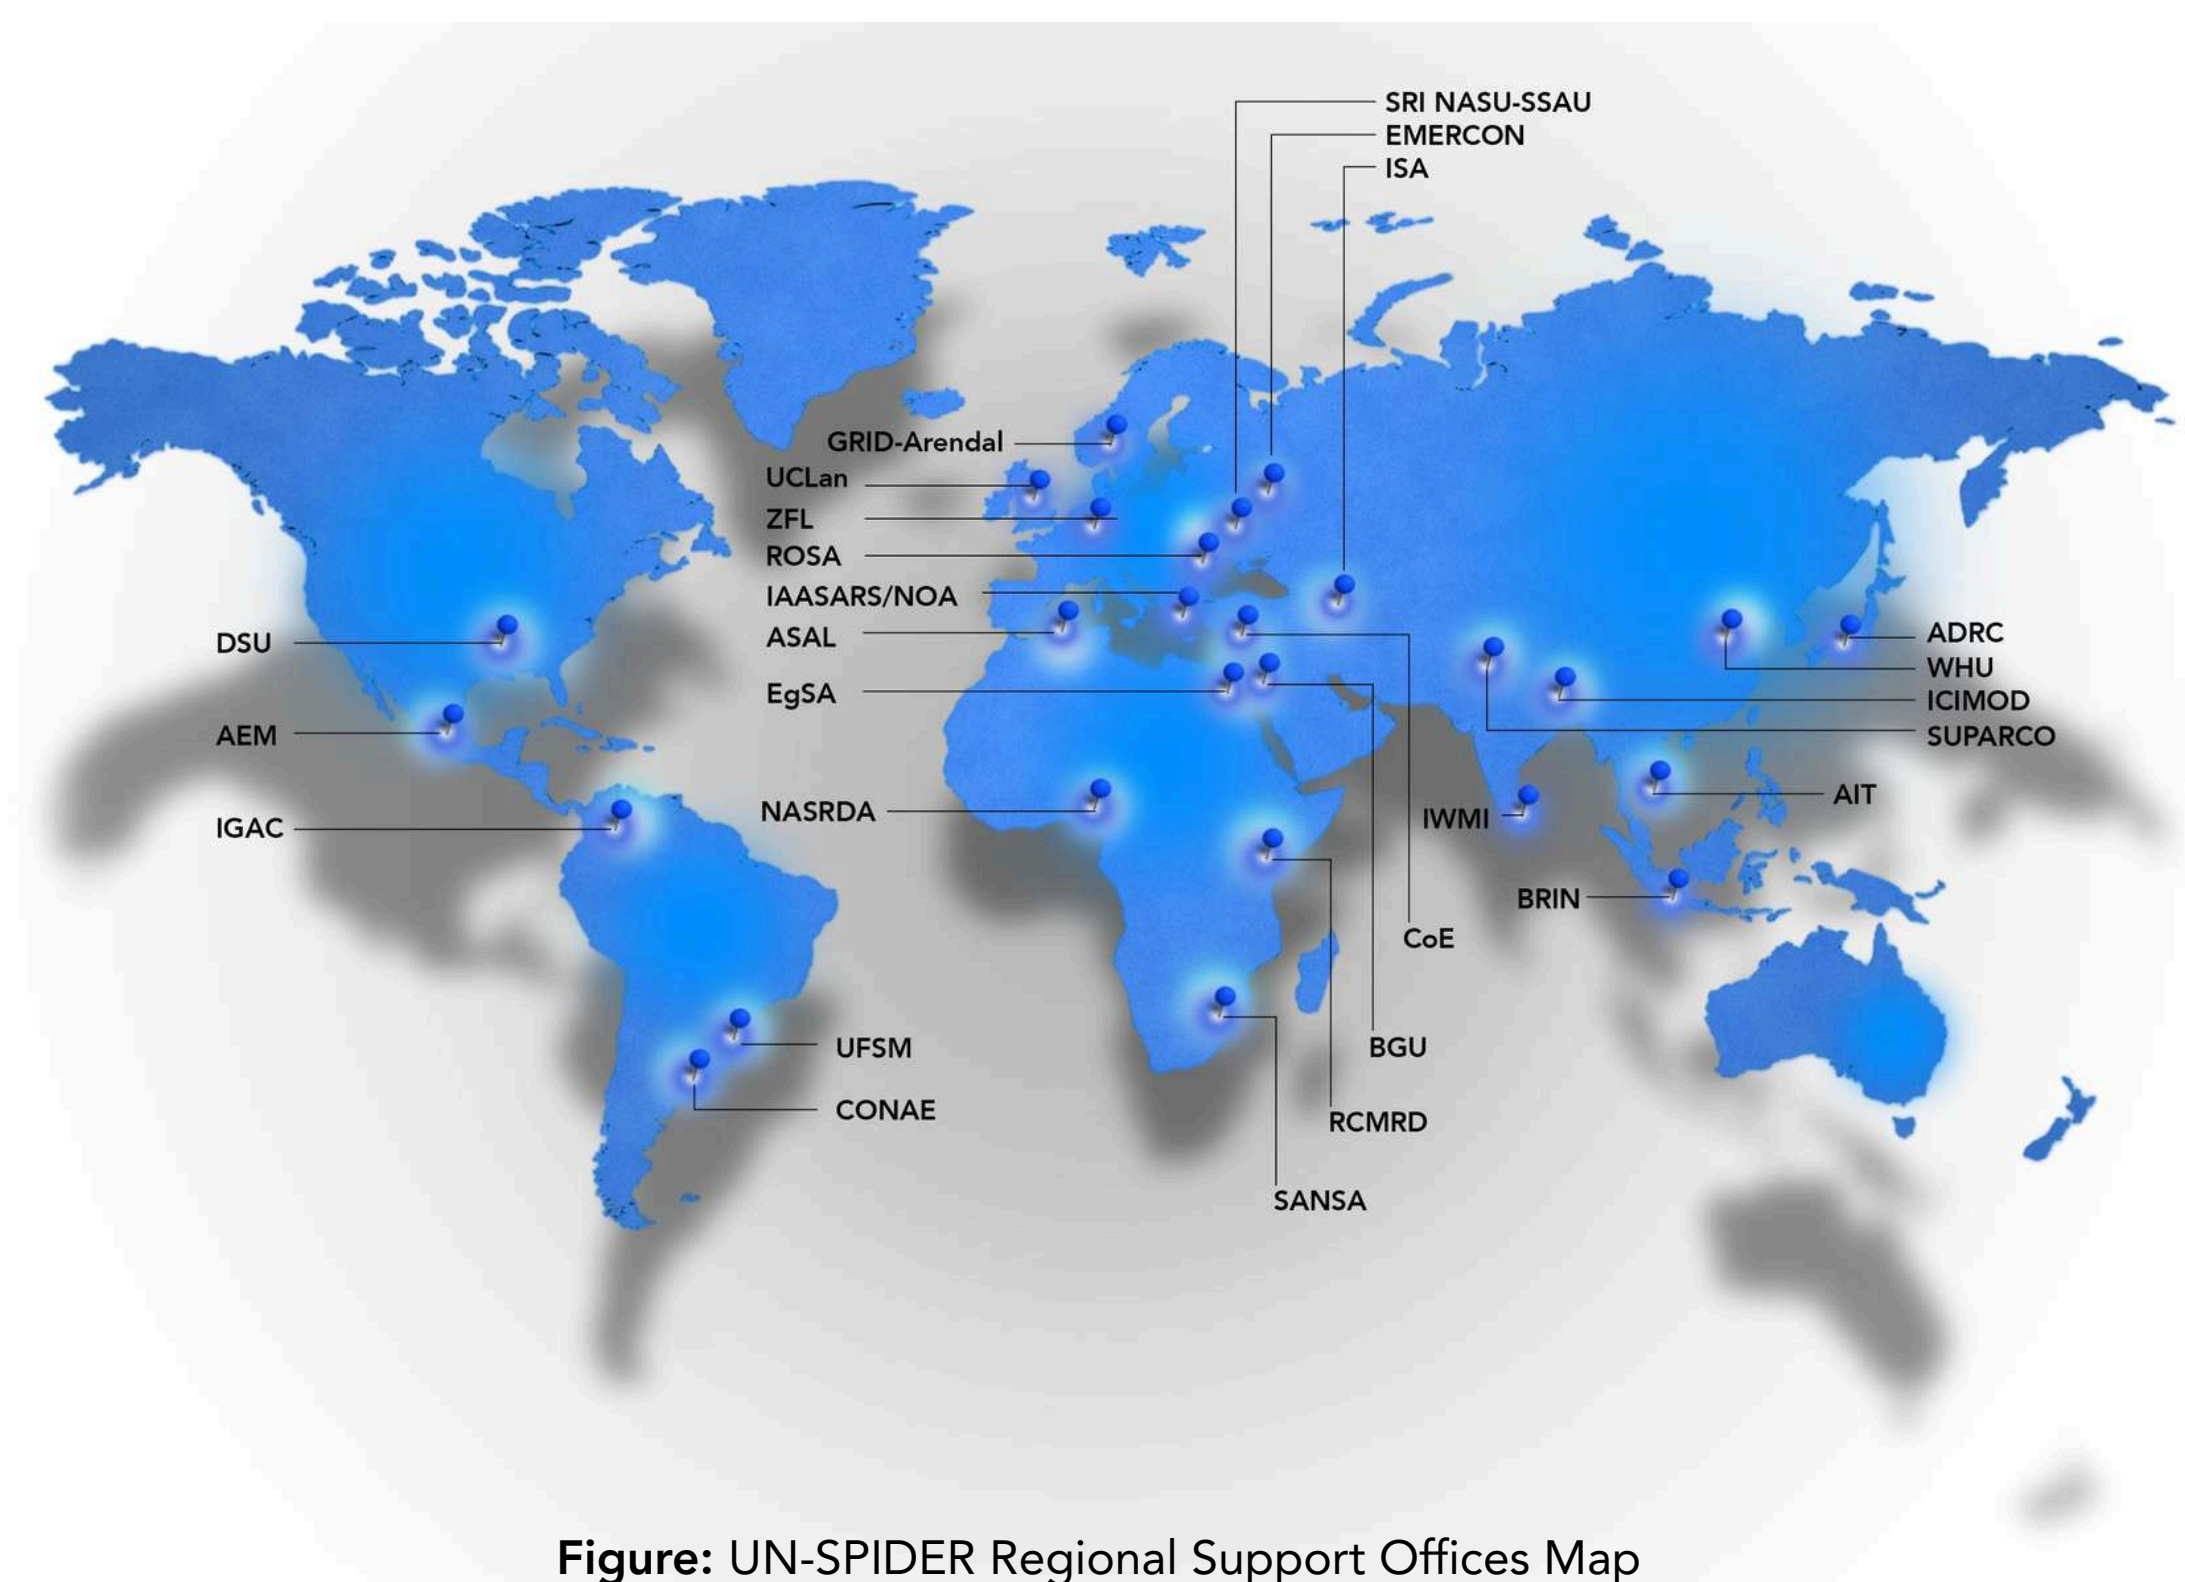 SRI NASU-SSAU
EMERCON
ISA
GRID-Arendal
UCLan
ZFL
ROSA
IAASARS/NOA
ASAL
EgSA
NASRDA
DSU
AEM
IGAC
ADRC
WHU
ICIMOD
SUPARCO
AIT
IWMI
BRIN
CoE
BGU
RCMRD
SANSA
UFSM
CONAE
Figure: UN-SPIDER Regional Support Offices Map